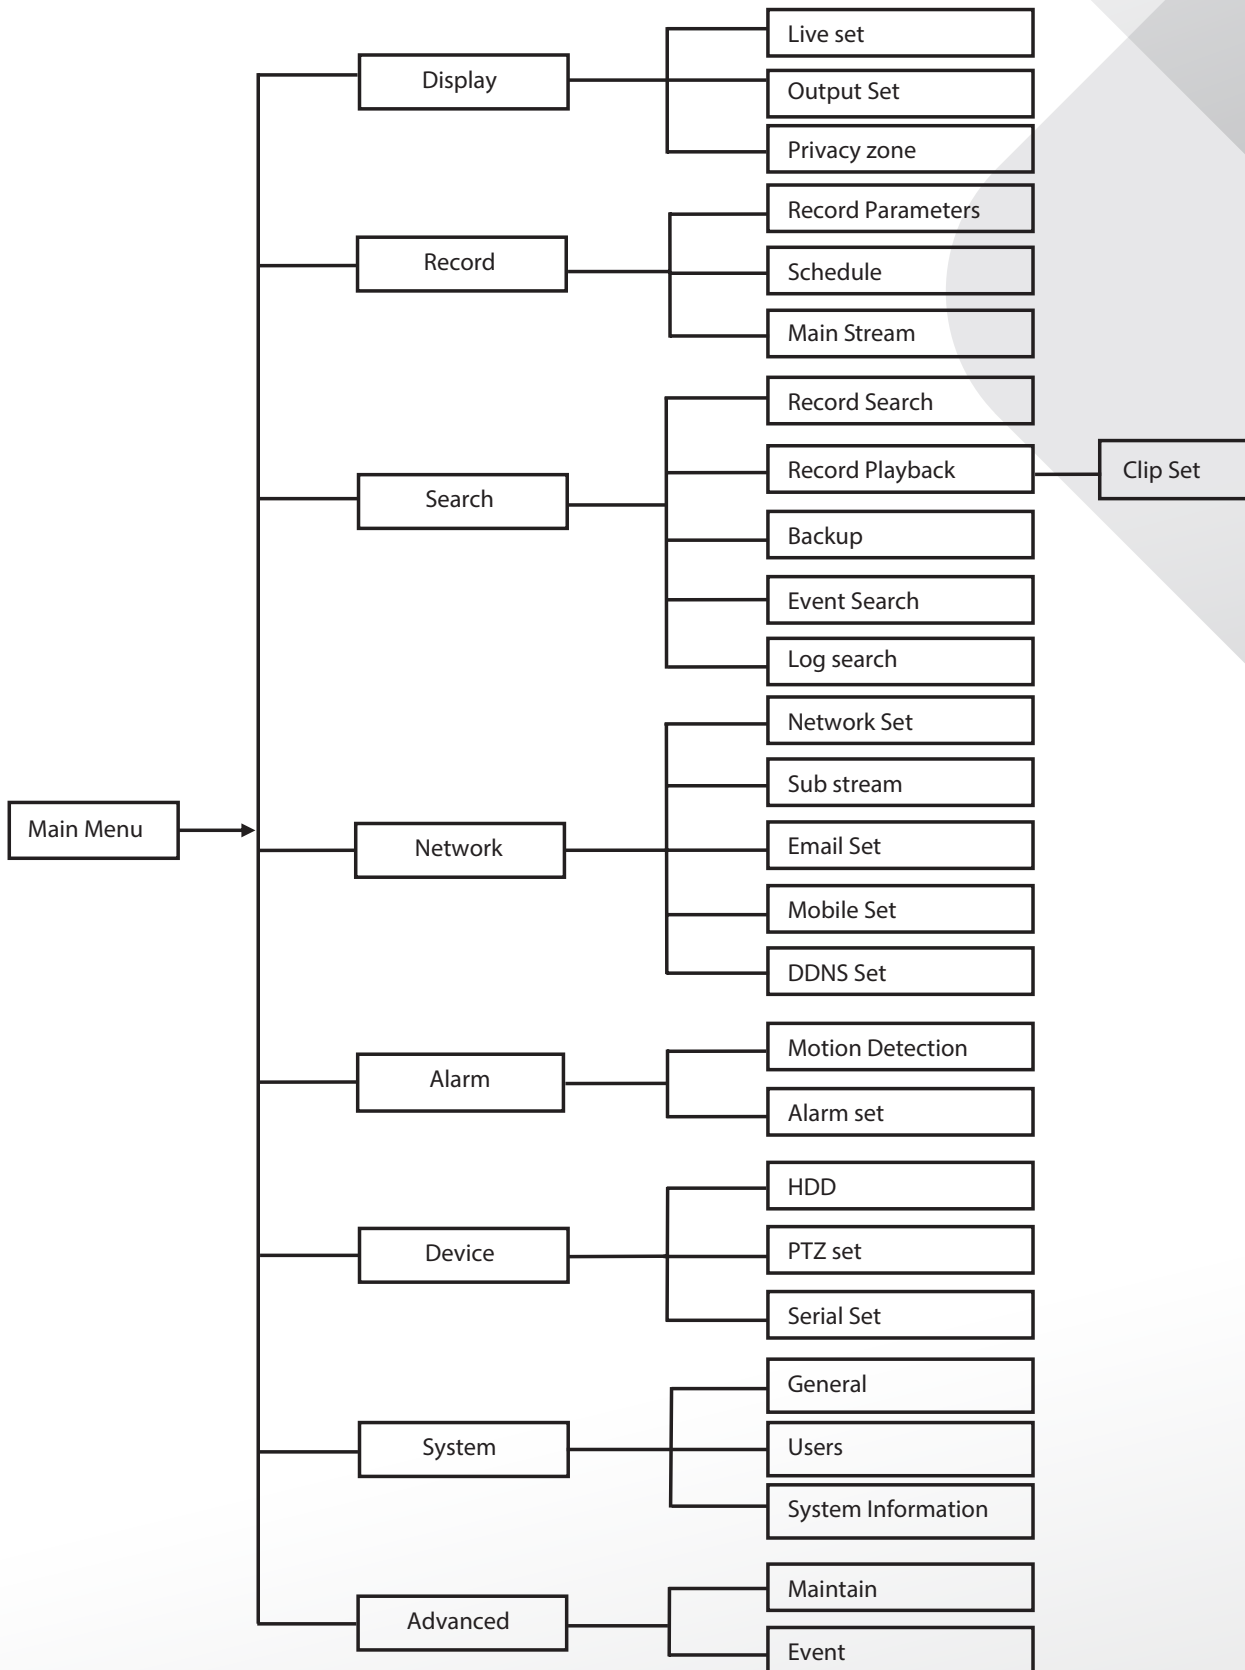 Main Menu
Display
Live set
Output Set
Privacy zone
Record
Record Parameters
Schedule
Main Stream
Search
Record Search
Record Playback
Clip Set
Backup
Event Search
Log search
Network
Network Set
Sub stream
Email Set
Mobile Set
DDNS Set
Alarm
Motion Detection
Alarm set
Device
HDD
PTZ set
Serial Set
System
General
Users
System Information
Advanced
Maintain
Event